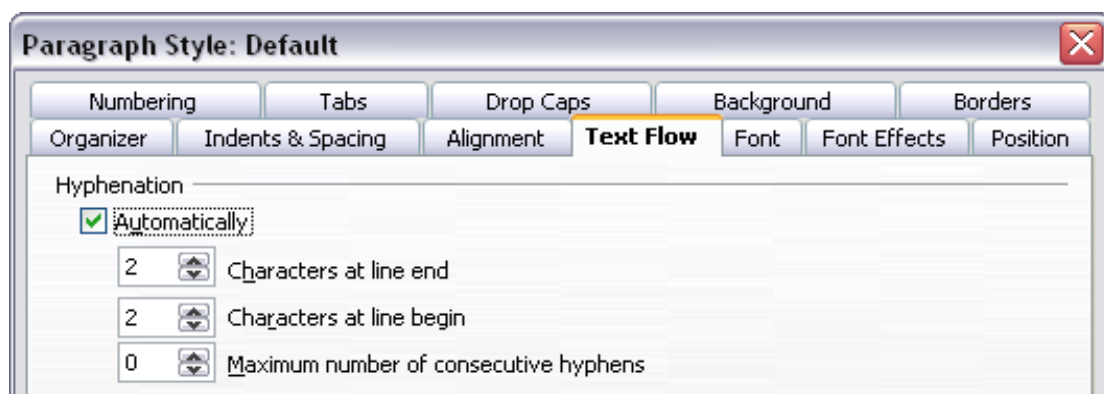 Paragraph Style: Default
Numbering Tabs Drop Caps Background Borders
Organizer Indents & Spacing Alignment Text Flow Font Font Effects Position
Hyphenation
Automatically
2 Characters at line end
2 Characters at line begin
0 Maximum number of consecutive hyphens